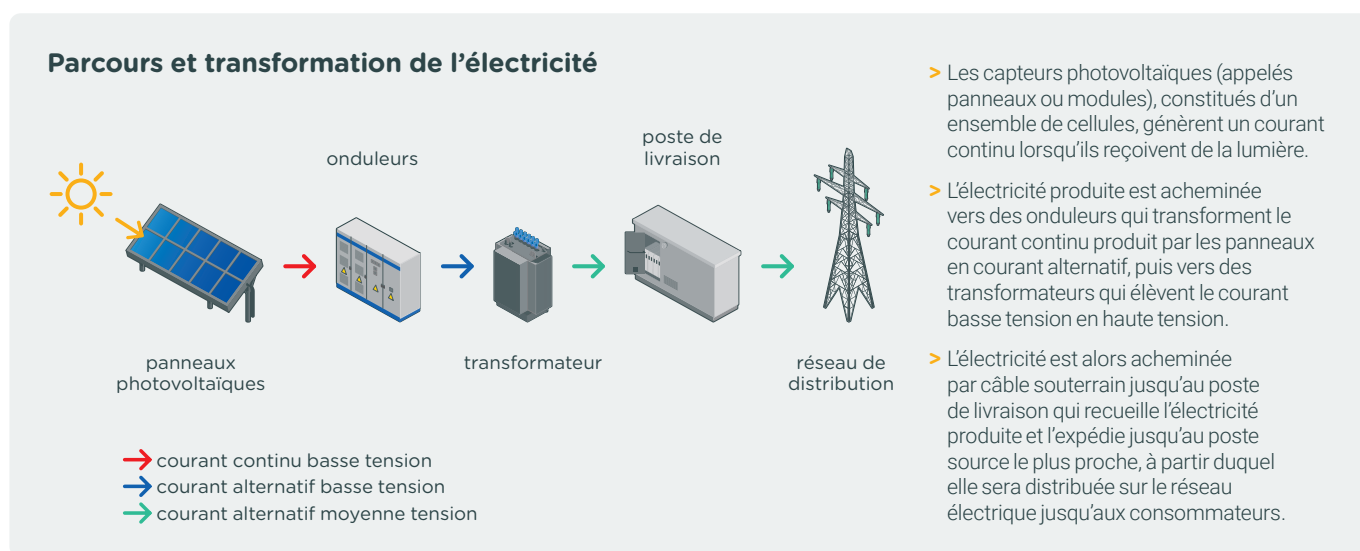 Parcours et transformation de l’électricité
onduleurs
poste de
livraison
panneaux
photovoltaïques
transformateur
réseau de
distribution
courant continu basse tension
courant alternatif basse tension
courant alternatif moyenne tension
> Les capteurs photovoltaïques (appelés
panneaux ou modules), constitués d’un
ensemble de cellules, génèrent un courant
continu lorsqu’ils reçoivent de la lumière.
> L’électricité produite est acheminée
vers des onduleurs qui transforment le
courant continu produit par les panneaux
en courant alternatif, puis vers des
transformateurs qui élèvent le courant
basse tension en haute tension.
> L’électricité est alors acheminée
par câble souterrain jusqu’au poste
de livraison qui recueille l’électricité
produite et l’expédie jusqu’au poste
source le plus proche, à partir duquel
elle sera distribuée sur le réseau
électrique jusqu’aux consommateurs.